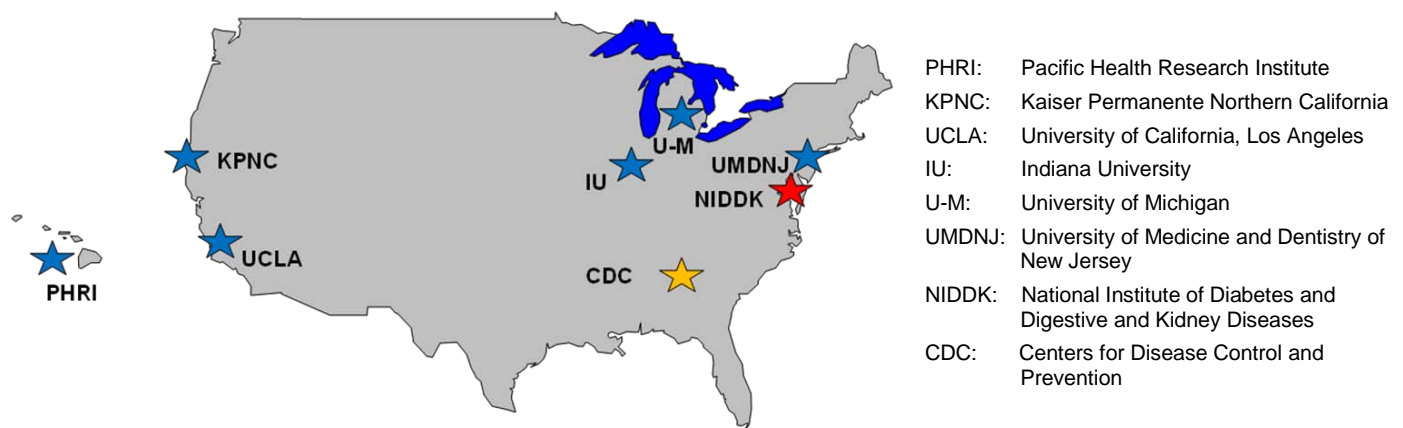 KPNC
UCLA
PHRI
U-M
IU
UMDNJ
NIDDK
CDC
PHRI: Pacific Health Research Institute
KPNC: Kaiser Permanente Northern California
UCLA: University of California, Los Angeles
IU: Indiana University
U-M: University of Michigan
UMDNJ: University of Medicine and Dentistry of
New Jersey
NIDDK: National Institute of Diabetes and
Digestive and Kidney Diseases
CDC: Centers for Disease Control and
Prevention